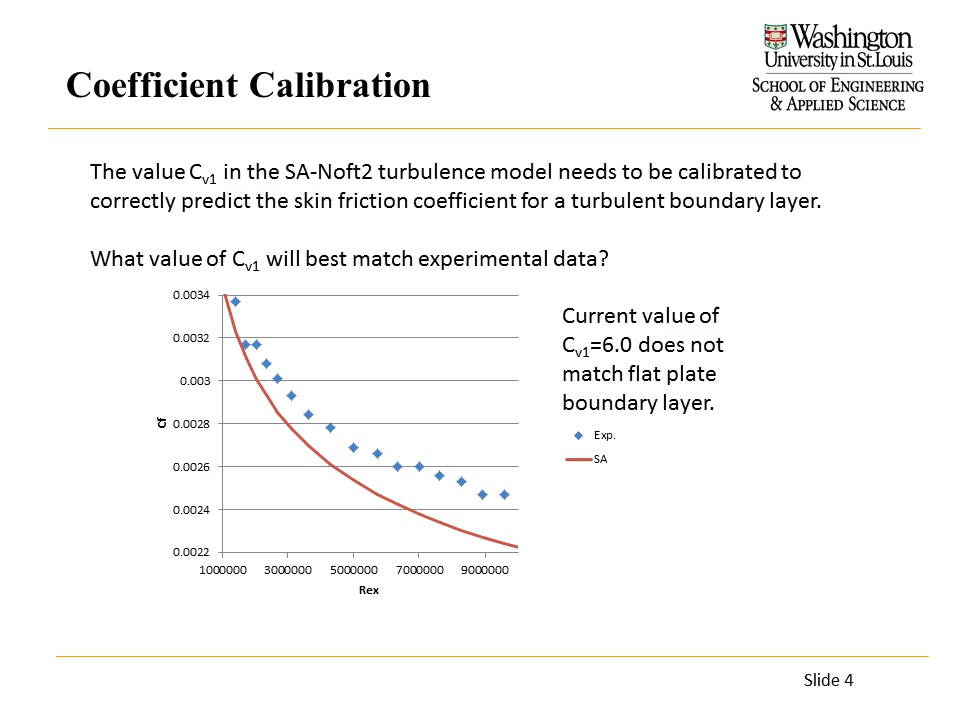 Washington
University in St. Louis
SCHOOL OF ENGINEERING
& APPLIED SCIENCE
Coefficient Calibration
The value Cv1 in the SA-Noft2 turbulence model needs to be calibrated to
correctly predict the skin friction coefficient for a turbulent boundary layer.
What value of Cv1 will best match experimental data?
0.0034
0.0032
0.003
0.0028
0.0026
0.0024
0.0022
Cf
1000000 3000000 5000000 7000000 9000000
Rex
Current value of
Cv1=6.0 does not
match flat plate
boundary layer.
Exp.
SA
Slide 4